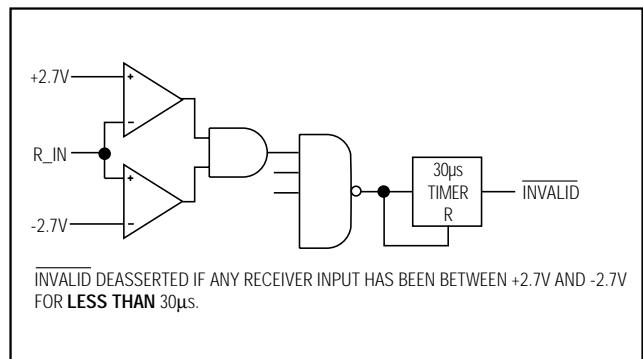 +2.7V
R_IN
-2.7V
+
-
+
-
30μs
TIMER
R
INVALID
INVALID DEASSERTED IF ANY RECEIVER INPUT HAS BEEN BETWEEN +2.7V AND -2.7V
FOR LESS THAN 30μs.